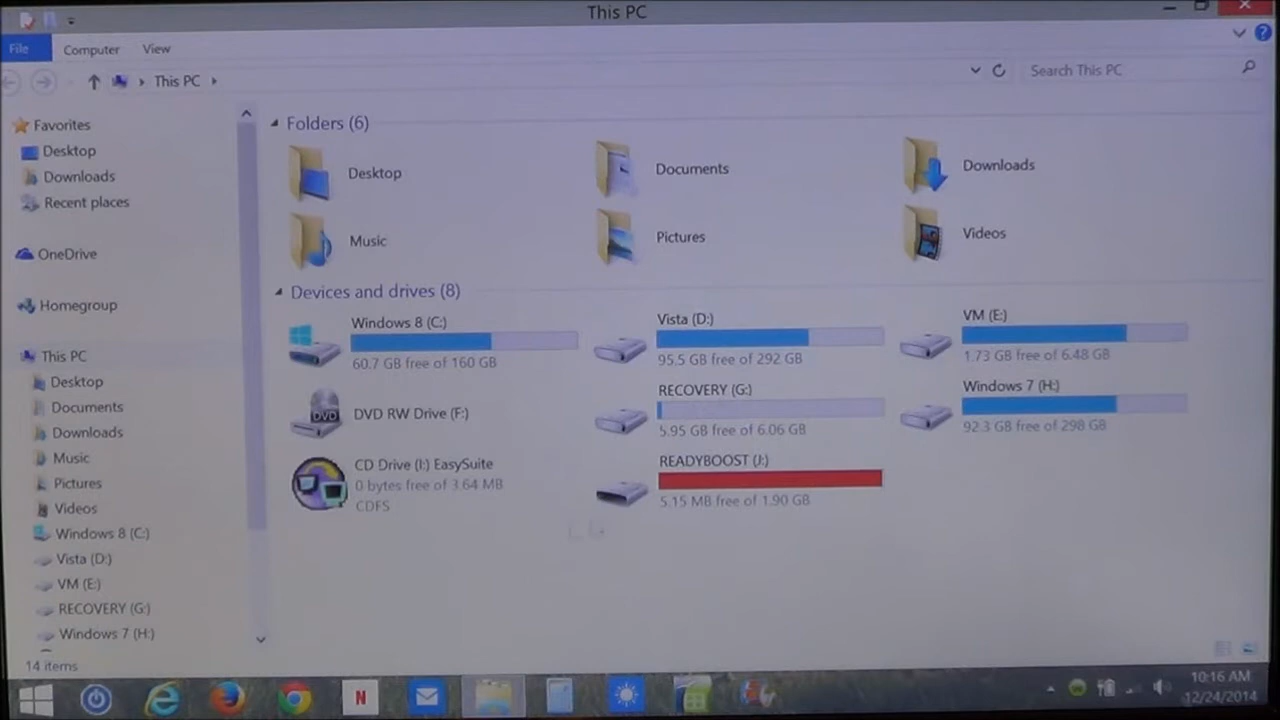 This PC
File
Computer
View
This PC
Search This PC
Favorites
Desktop
Downloads
Recent places
OneDrive
Homegroup
This PC
Desktop
Documents
Downloads
Music
Pictures
Videos
Windows 8 (C:)
Vista (D:)
VM (E:)
RECOVERY (G:)
Windows 7 (H:)
Folders (6)
Desktop
Documents
Downloads
Music
Pictures
Videos
Devices and drives (8)
Windows 8 (C:)
60.7 GB free of 160 GB
Vista (D:)
95.5 GB free of 292 GB
VM (E:)
1.73 GB free of 6.48 GB
DVD RW Drive (F:)
RECOVERY (G:)
5.95 GB free of 6.06 GB
Windows 7 (H:)
92.3 GB free of 298 GB
CD Drive (I:) EasySuite
0 bytes free of 3.64 MB
CDFS
READYBOOST (J:)
5.15 MB free of 1.90 GB
14 items
N
10:16 AM
12/24/2014